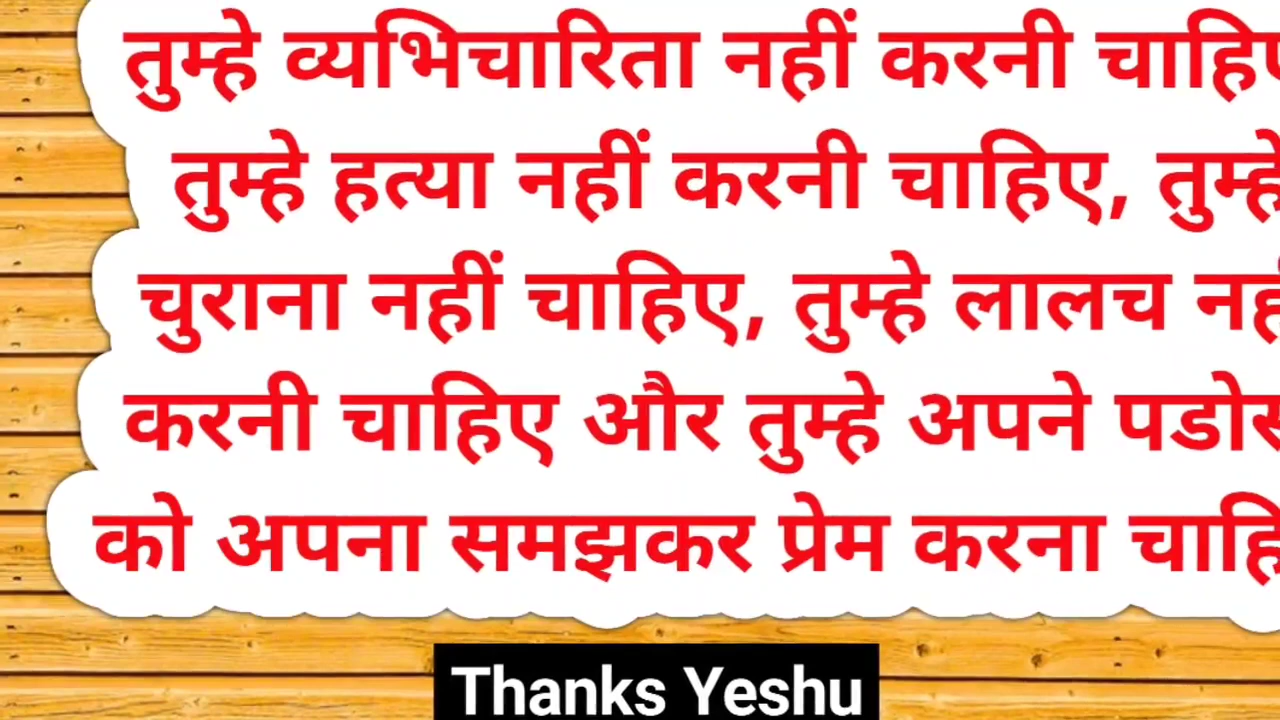 तुम्हे व्यभिचारिता नहीं करनी
तुम्हे हत्या नहीं करनी चाहिए, तुम्हे
चुराना नहीं चाहिए, तुम्हे लालच
करनी चाहिए और तुम्हे अपने
को अपना समझकर प्रेम करना
Thanks Yeshu